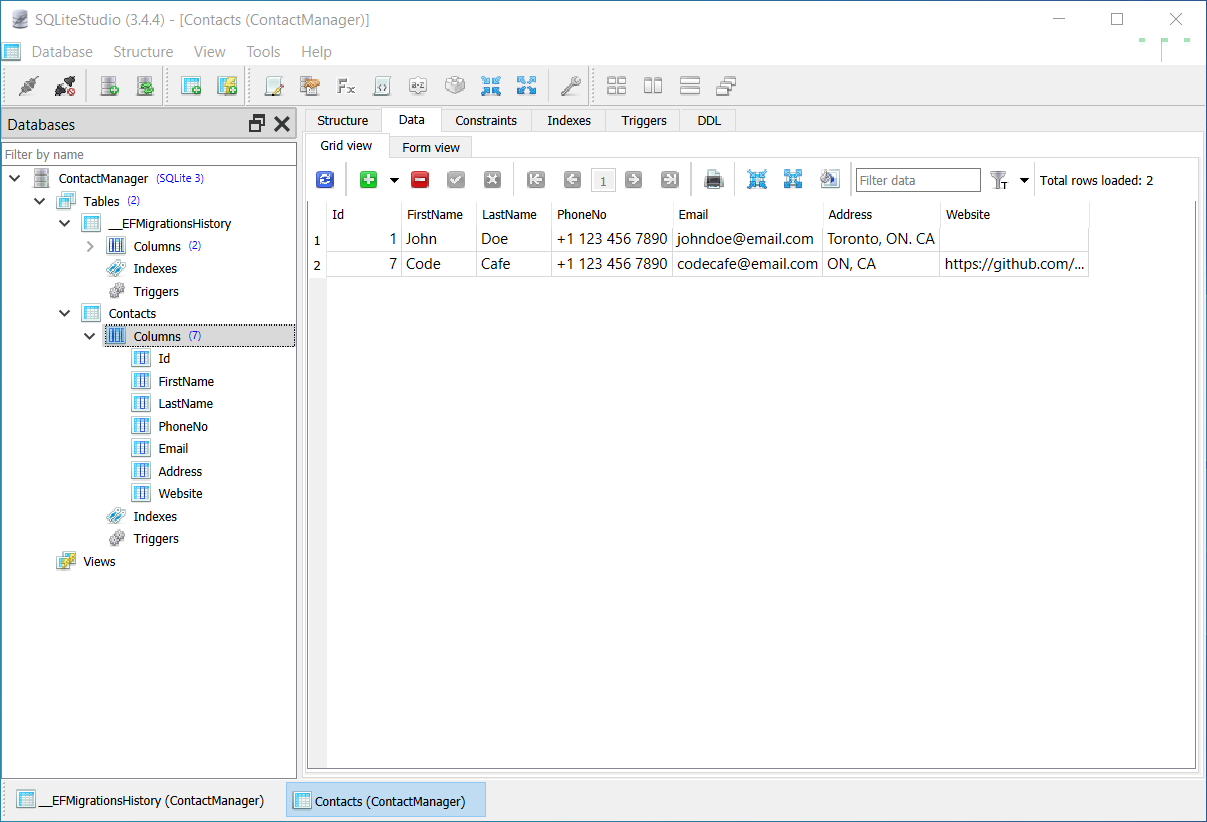 SQLiteStudio (3.4.4) - [Contacts (ContactManager)]
Database Structure View Tools Help
Databases
Filter by name
ContactManager (SQLite 3)
Tables (2)
__EFMigrationsHistory
Columns (2)
Indexes
Triggers
Contacts
Columns (7)
Id
FirstName
LastName
PhoneNo
Email
Address
Website
Indexes
Triggers
Views
Structure Data Constraints Indexes Triggers DDL
Grid view Form view
1 Filter data T Total rows loaded: 2
Id FirstName LastName PhoneNo Email Address Website
1 1 John Doe +1 123 456 7890 johndoe@email.com Toronto, ON. CA
2 7 Code Cafe +1 123 456 7890 codecafe@email.com ON, CA https://github.com/...
__EFMigrationsHistory (ContactManager) Contacts (ContactManager)